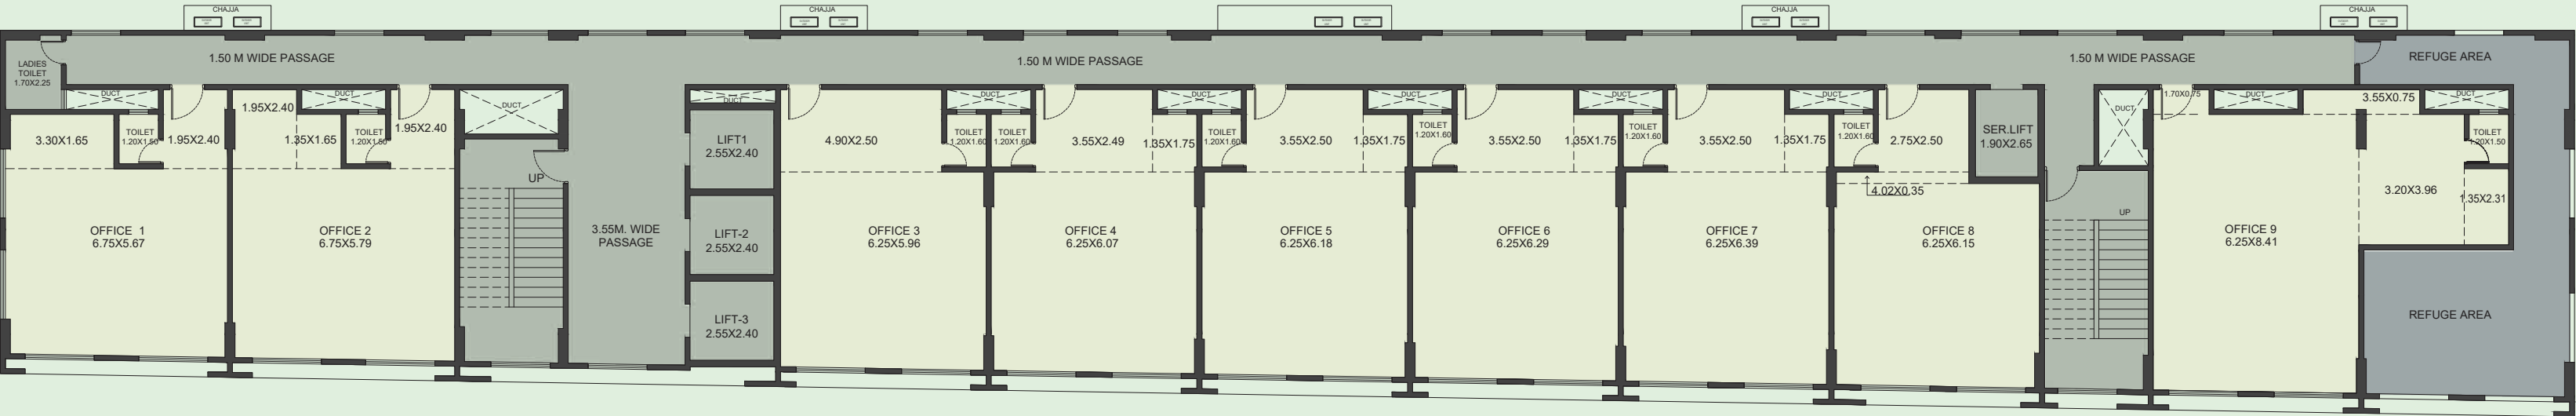 CHAJJA
CHAJJA
CHAJJA
CHAJJA
LADIES
TOILET
1.70X2.25
1.50 M WIDE PASSAGE
1.50 M WIDE PASSAGE
1.50 M WIDE PASSAGE
REFUGE AREA
DUCT
3.30X1.65
TOILET
1.20X1.50
1.95X2.40
OFFICE 1
6.75X5.67
1.95X2.40
DUCT
1.35X1.65
TOILET
1.20X1.50
1.95X2.40
OFFICE 2
6.75X5.79
DUCT
UP
3.55M. WIDE
PASSAGE
DUCT
LIFT1
2.55X2.40
LIFT-2
2.55X2.40
LIFT-3
2.55X2.40
4.90X2.50
DUCT
TOILET
1.20X1.60
OFFICE 3
6.25X5.96
TOILET
1.20X1.60
3.55X2.49
DUCT
1.35X1.75
OFFICE 4
6.25X6.07
TOILET
1.20X1.60
3.55X2.50
DUCT
1.35X1.75
OFFICE 5
6.25X6.18
TOILET
1.20X1.60
3.55X2.50
DUCT
1.35X1.75
OFFICE 6
6.25X6.29
TOILET
1.20X1.60
3.55X2.50
DUCT
1.35X1.75
OFFICE 7
6.25X6.39
TOILET
1.20X1.60
2.75X2.50
4.02X0.35
OFFICE 8
6.25X6.15
SER.LIFT
1.90X2.65
DUCT
UP
1.70X0.75
DUCT
3.55X0.75
DUCT
TOILET
1.20X1.50
3.20X3.96
1.35X2.31
OFFICE 9
6.25X8.41
REFUGE AREA